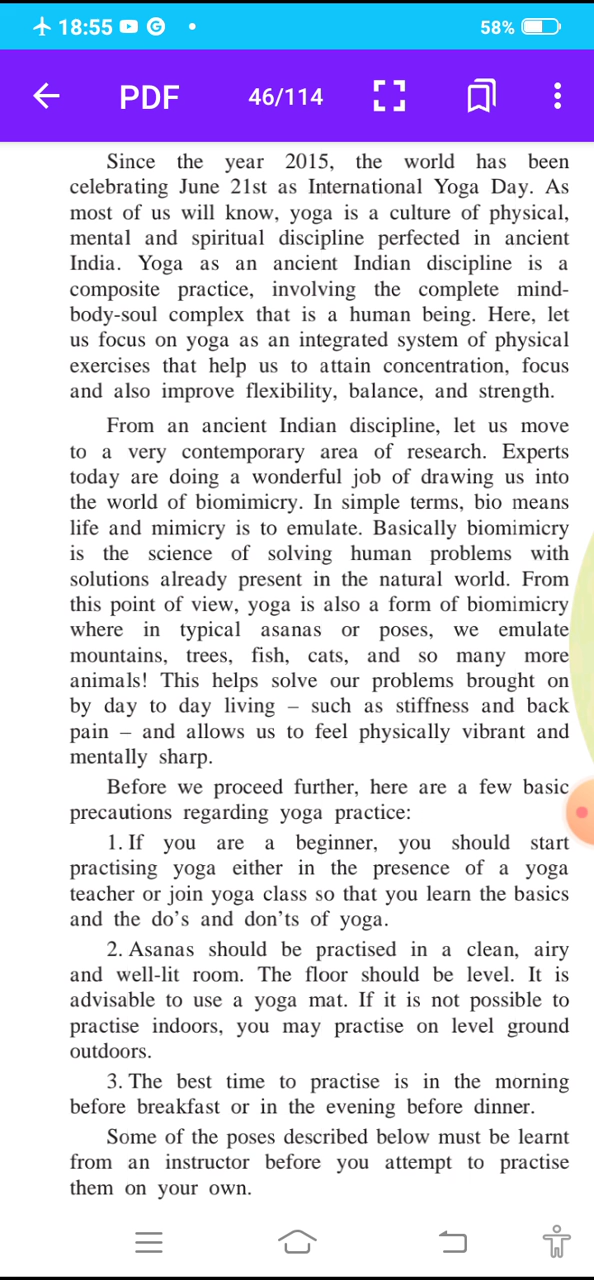 18:55
58%
PDF 46/114
Since the year 2015, the world has been
celebrating June 21st as International Yoga Day. As
most of us will know, yoga is a culture of physical,
mental and spiritual discipline perfected in ancient
India. Yoga as an ancient Indian discipline is a
composite practice, involving the complete mind-
body-soul complex that is a human being. Here, let
us focus on yoga as an integrated system of physical
exercises that help us to attain concentration, focus
and also improve flexibility, balance, and strength.
From an ancient Indian discipline, let us move
to a very contemporary area of research. Experts
today are doing a wonderful job of drawing us into
the world of biomimicry. In simple terms, bio means
life and mimicry is to emulate. Basically biomimicry
is the science of solving human problems with
solutions already present in the natural world. From
this point of view, yoga is also a form of biomimicry
where in typical asanas or poses, we emulate
mountains, trees, fish, cats, and so many more
animals! This helps solve our problems brought on
by day to day living – such as stiffness and back
pain – and allows us to feel physically vibrant and
mentally sharp.
Before we proceed further, here are a few basic
precautions regarding yoga practice:
1. If you are a beginner, you should start
practising yoga either in the presence of a yoga
teacher or join yoga class so that you learn the basics
and the do's and don'ts of yoga.
2. Asanas should be practised in a clean, airy
and well-lit room. The floor should be level. It is
advisable to use a yoga mat. If it is not possible to
practise indoors, you may practise on level ground
outdoors.
3. The best time to practise is in the morning
before breakfast or in the evening before dinner.
Some of the poses described below must be learnt
from an instructor before you attempt to practise
them on your own.